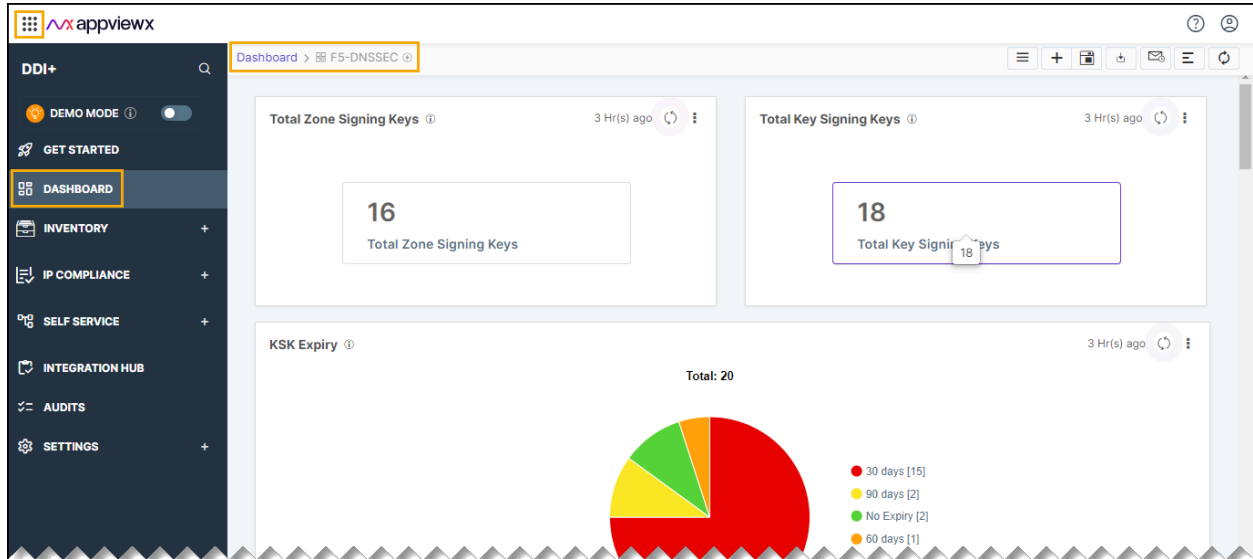 appviewx
DDI+
DEMO MODE
GET STARTED
DASHBOARD
INVENTORY
IP COMPLIANCE
SELF SERVICE
INTEGRATION HUB
AUDITS
SETTINGS
Dashboard > F5-DNSSEC
Total Zone Signing Keys
3 Hr(s) ago
16
Total Zone Signing Keys
Total Key Signing Keys
3 Hr(s) ago
18
Total Key Signing Keys
18
KSK Expiry
3 Hr(s) ago
Total: 20
30 days [15]
90 days [2]
No Expiry [2]
60 days [1]